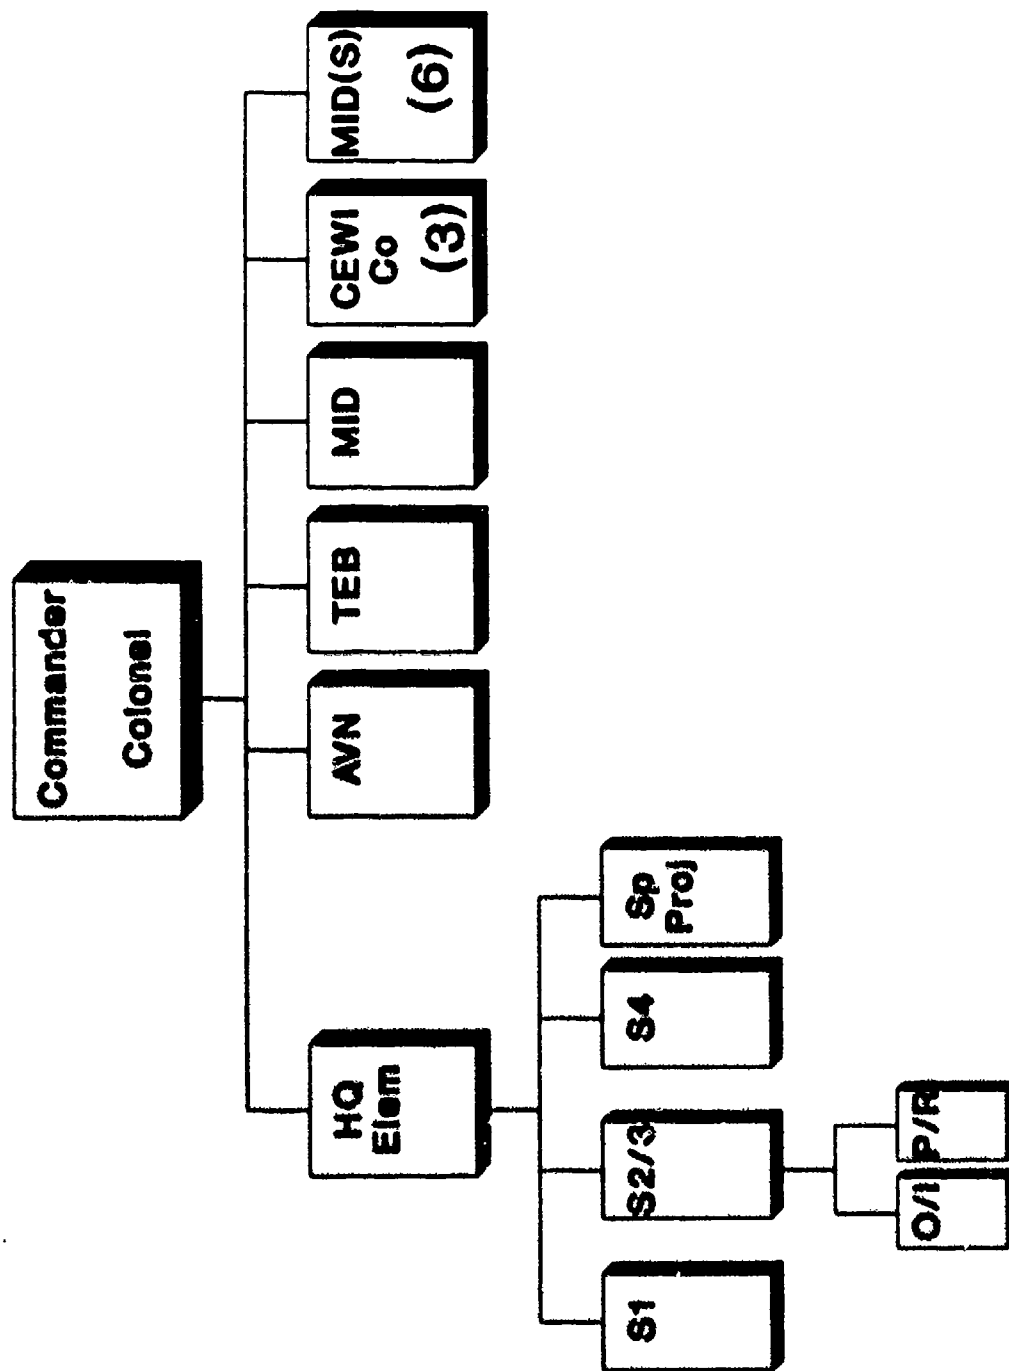 Commander
Colonel
HQ
Elem
AVN
TEB
MID
CEWI
Co
(3)
MID(S)
(6)
S1
S2/3
S4
Sp
Proj
O/I
P/R